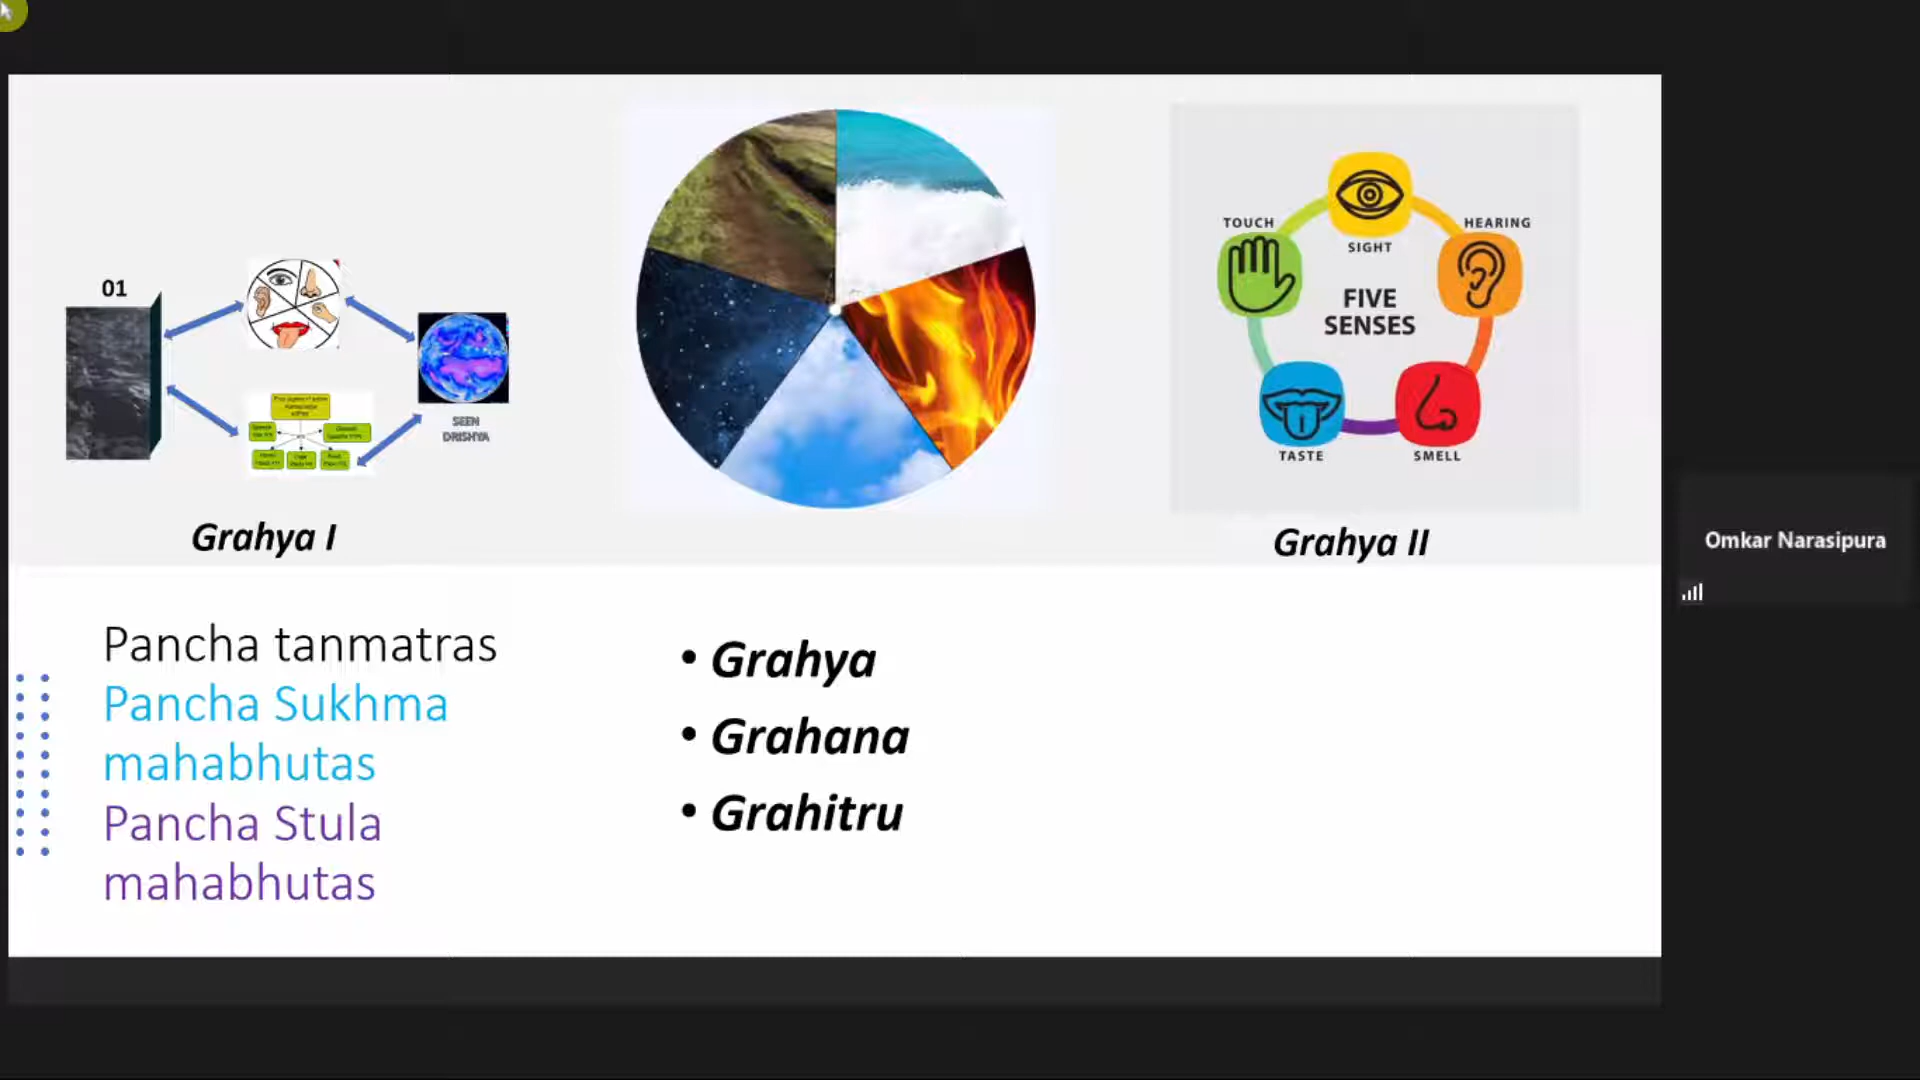 01
SEEN
DRISHYA
Grahya I
TOUCH
SIGHT
HEARING
FIVE
SENSES
TASTE
SMELL
Grahya II
Pancha tanmatras
Pancha Sukhma
mahabhutas
Pancha Stula
mahabhutas
• Grahya
• Grahana
• Grahitru
Omkar Narasipura